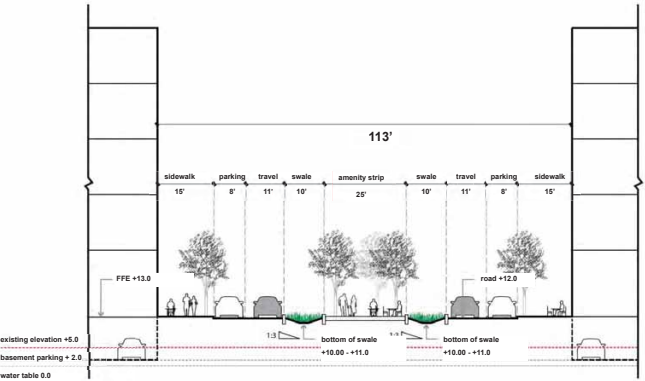 113'
sidewalk parking travel swale amenity strip swale travel parking sidewalk
15' 8' 11' 10' 25' 10' 11' 8' 15'
FFE +13.0
road +12.0
existing elevation +5.0
1:3
bottom of swale
+10.00 - +11.0
1:3
bottom of swale
+10.00 - +11.0
basement parking + 2.0
water table 0.0